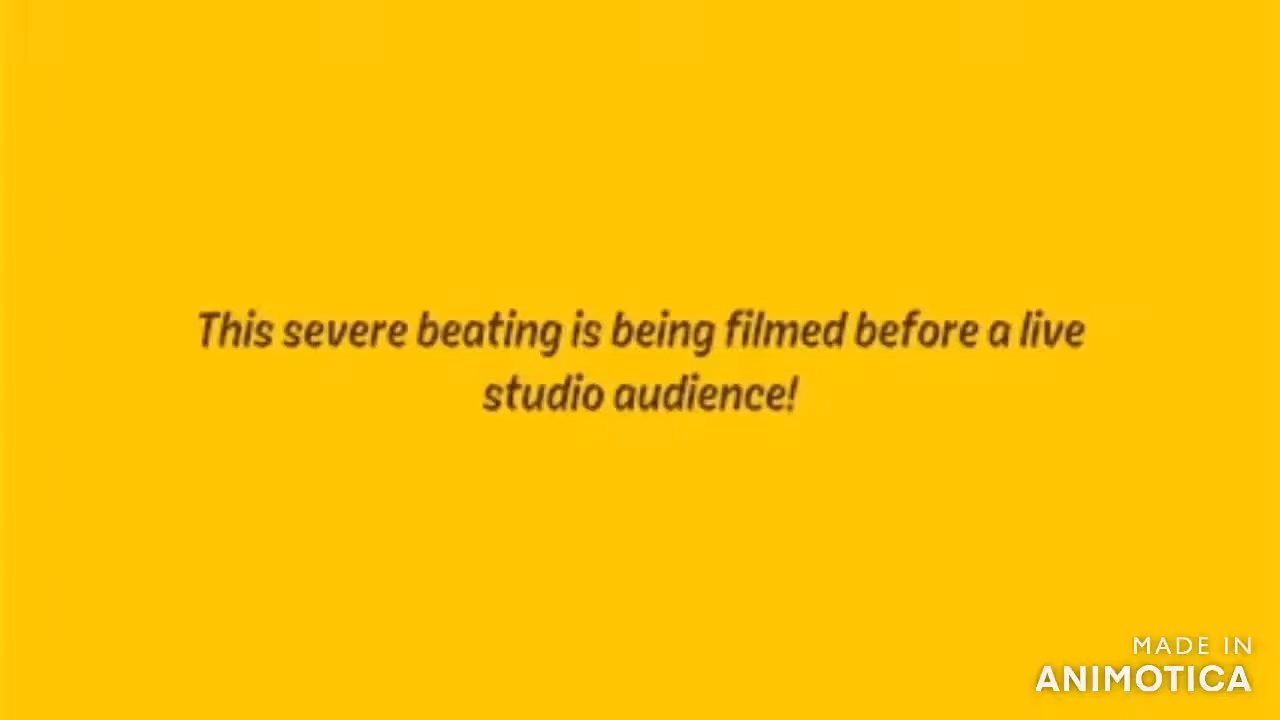 This severe beating is being filmed before a live
studio audience!
MADE IN
ANIMOTICA